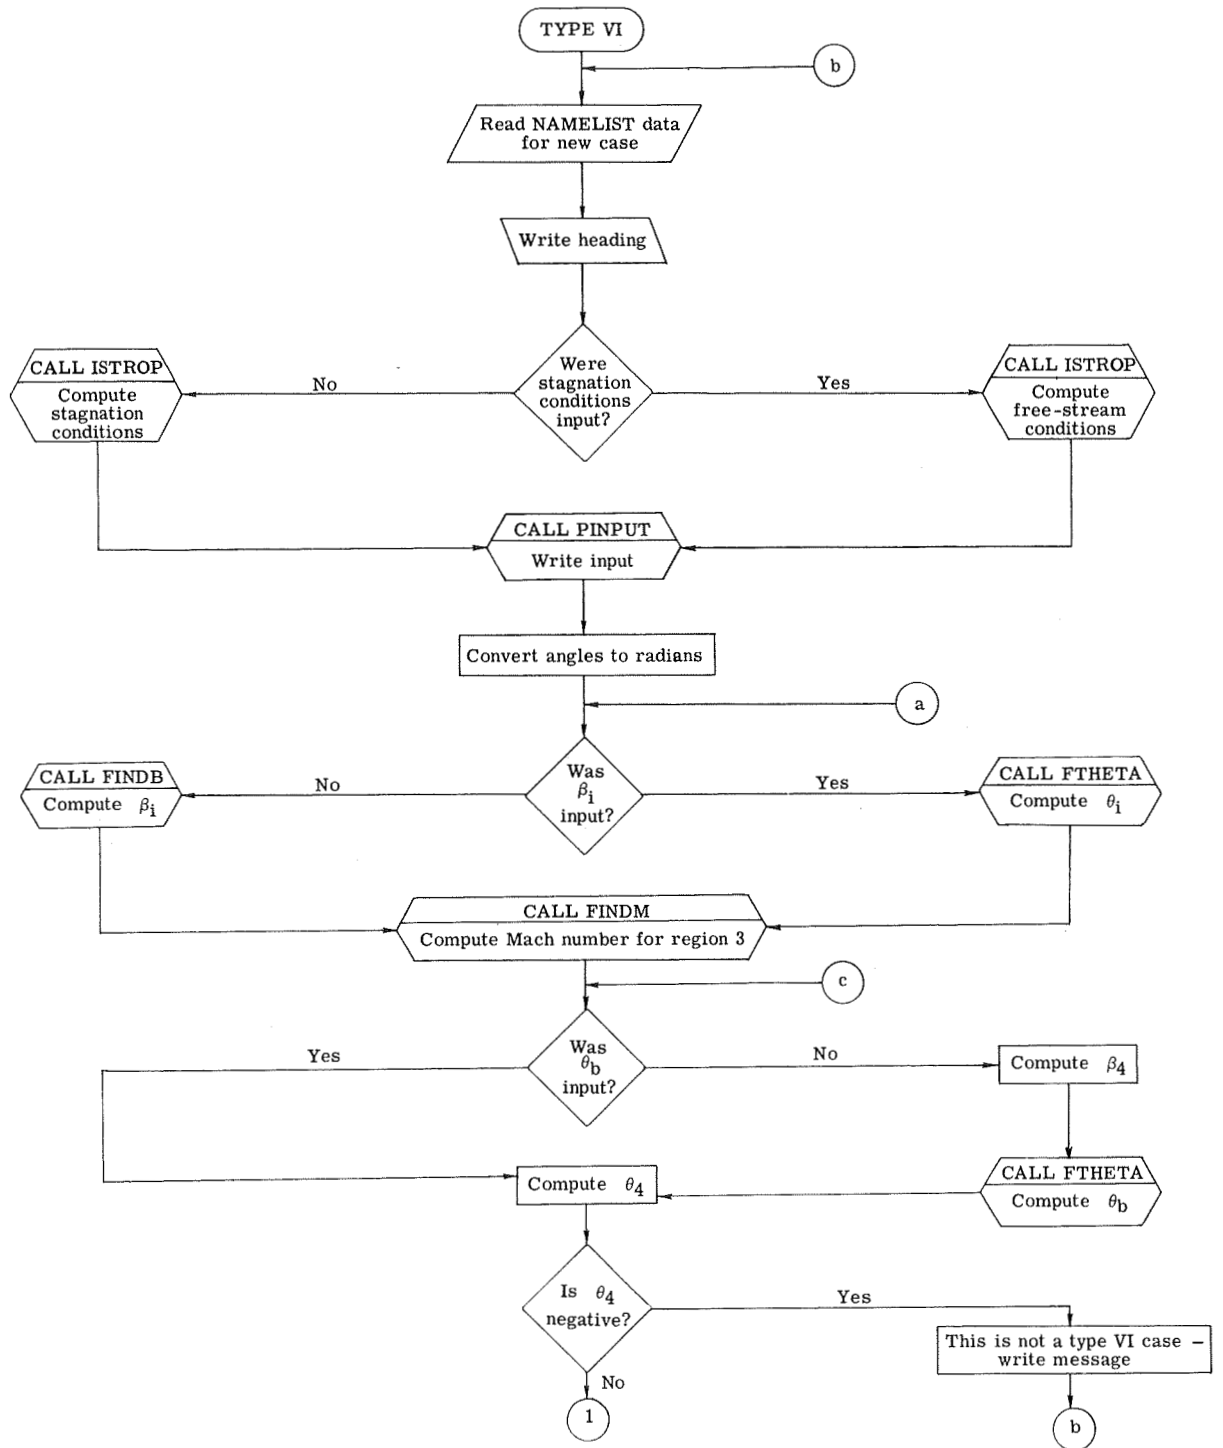 TYPE VI
b
Read NAMELIST data
for new case
Write heading
Were
stagnation
conditions
input?
No
Yes
CALL ISTROP
Compute
stagnation
conditions
CALL ISTROP
Compute
free-stream
conditions
CALL PINPUT
Write input
Convert angles to radians
a
Was
βi
input?
No
Yes
CALL FINDB
Compute βi
CALL FTHETA
Compute θi
CALL FINDM
Compute Mach number for region 3
c
Was
θb
input?
Yes
No
Compute β4
CALL FTHETA
Compute θb
Compute θ4
Is θ4
negative?
Yes
This is not a type VI case –
write message
No
1
b